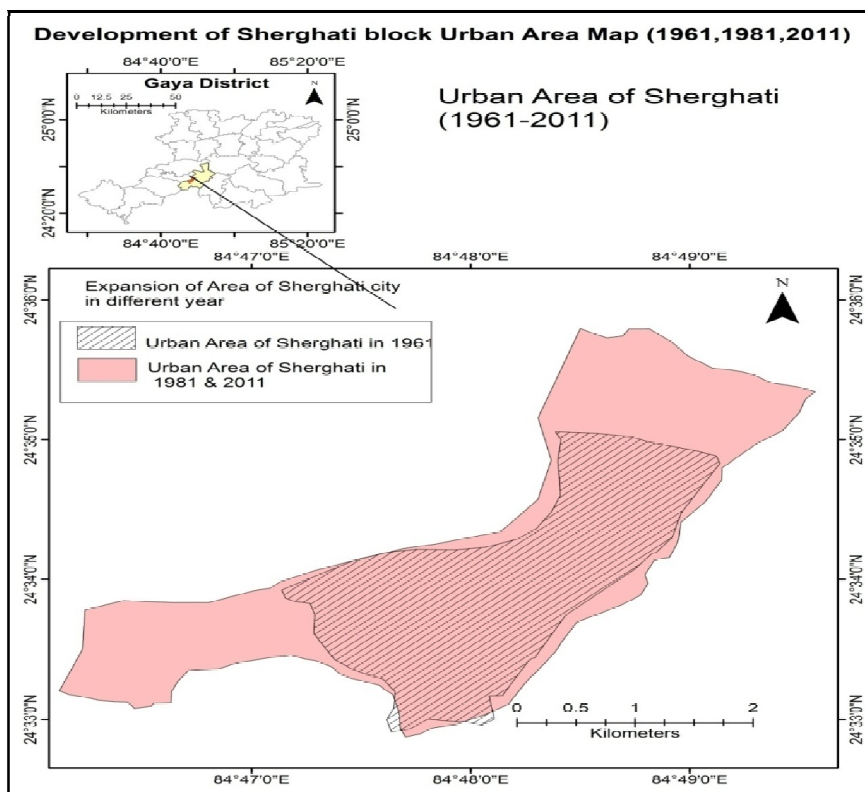 Development of Sherghati block Urban Area Map (1961,1981,2011)
84°40'0"E 85°20'0"E
Gaya District
N
0 12.5 25 50
Kilometers
25°0'0"N
25°0'0"N
24°20'0"N
24°20'0"N
84°40'0"E 85°20'0"E
Urban Area of Sherghati
(1961-2011)
84°47'0"E 84°48'0"E 84°49'0"E
Expansion of Area of Sherghati city
in different year
Urban Area of Sherghati in 1961
Urban Area of Sherghati in
1981 & 2011
N
24°36'0"N
24°36'0"N
24°35'0"N
24°35'0"N
24°34'0"N
24°34'0"N
24°33'0"N
24°33'0"N
0 0.5 1 2
Kilometers
84°47'0"E 84°48'0"E 84°49'0"E